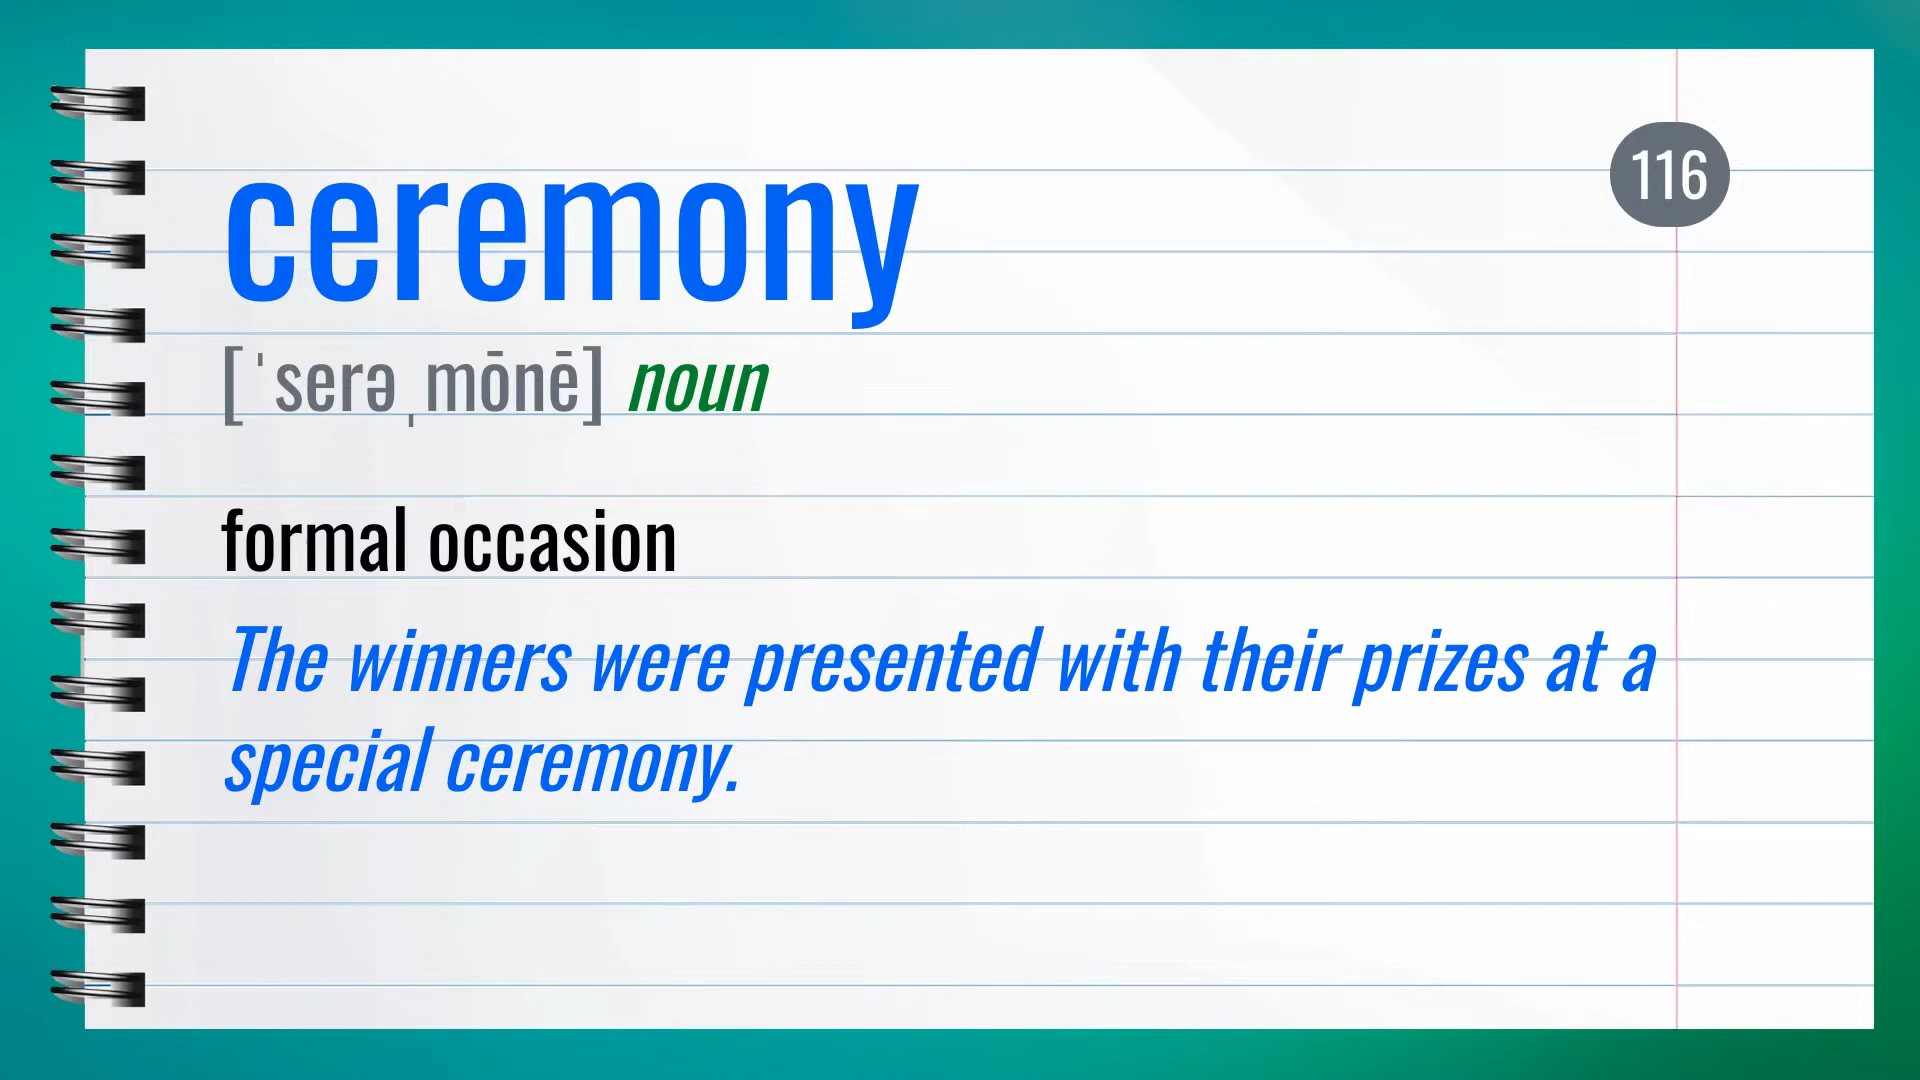 116
ceremony
[ˈserəˌmōnē] noun
formal occasion
The winners were presented with their prizes at a
special ceremony.